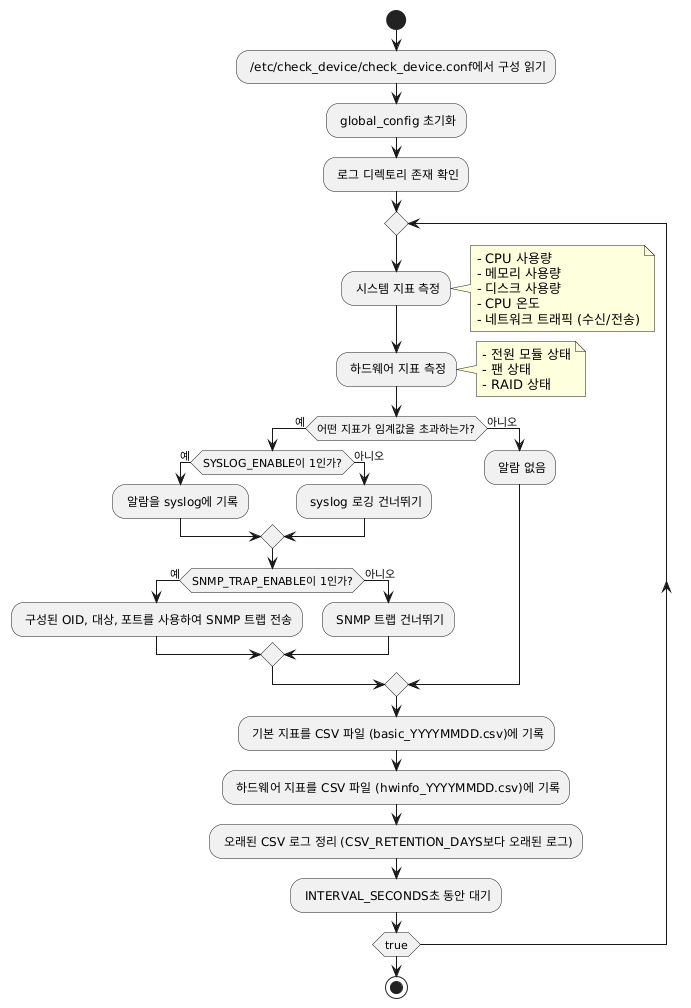 /etc/check_device/check_device.conf에서 구성 읽기
global_config 초기화
로그 디렉토리 존재 확인
시스템 지표 측정
- CPU 사용량
- 메모리 사용량
- 디스크 사용량
- CPU 온도
- 네트워크 트래픽 (수신/전송)
하드웨어 지표 측정
- 전원 모듈 상태
- 팬 상태
- RAID 상태
어떤 지표가 임계값을 초과하는가?
예
아니오
SYSLOG_ENABLE이 1인가?
예
아니오
알람을 syslog에 기록
syslog 로깅 건너뛰기
알람 없음
SNMP_TRAP_ENABLE이 1인가?
예
아니오
구성된 OID, 대상, 포트를 사용하여 SNMP 트랩 전송
SNMP 트랩 건너뛰기
기본 지표를 CSV 파일 (basic_YYYYMMDD.csv)에 기록
하드웨어 지표를 CSV 파일 (hwinfo_YYYYMMDD.csv)에 기록
오래된 CSV 로그 정리 (CSV_RETENTION_DAYS보다 오래된 로그)
INTERVAL_SECONDS초 동안 대기
true